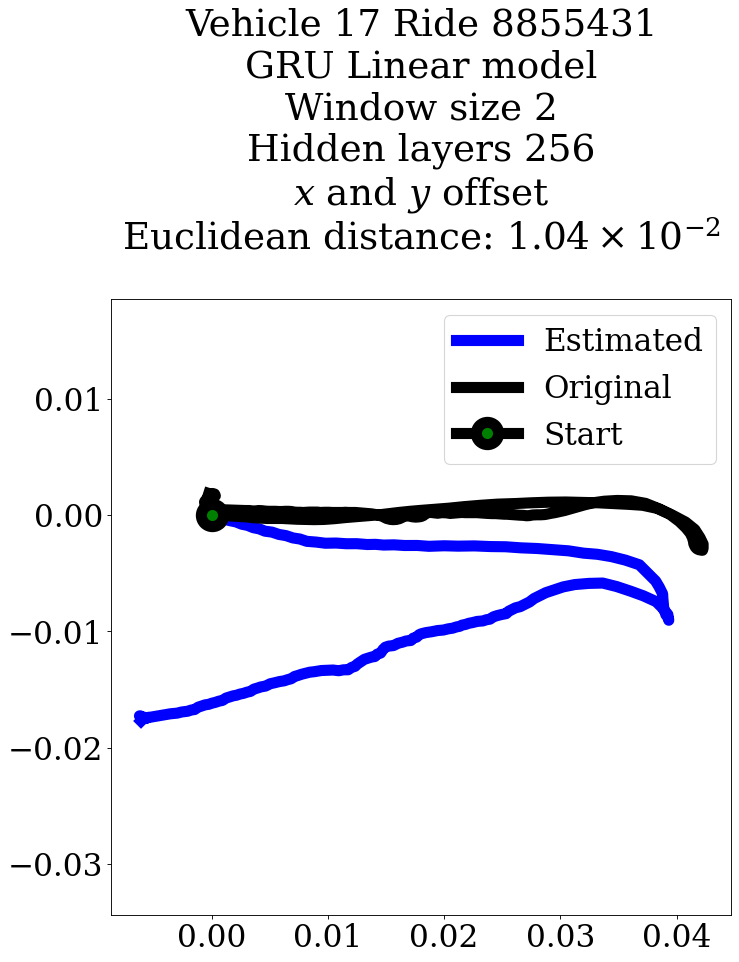 Vehicle 17 Ride 8855431
GRU Linear model
Window size 2
Hidden layers 256
x and y offset
Euclidean distance: 1.04 × 10⁻²
Estimated
Original
Start
0.01
0.00
−0.01
−0.02
−0.03
0.00 0.01 0.02 0.03 0.04